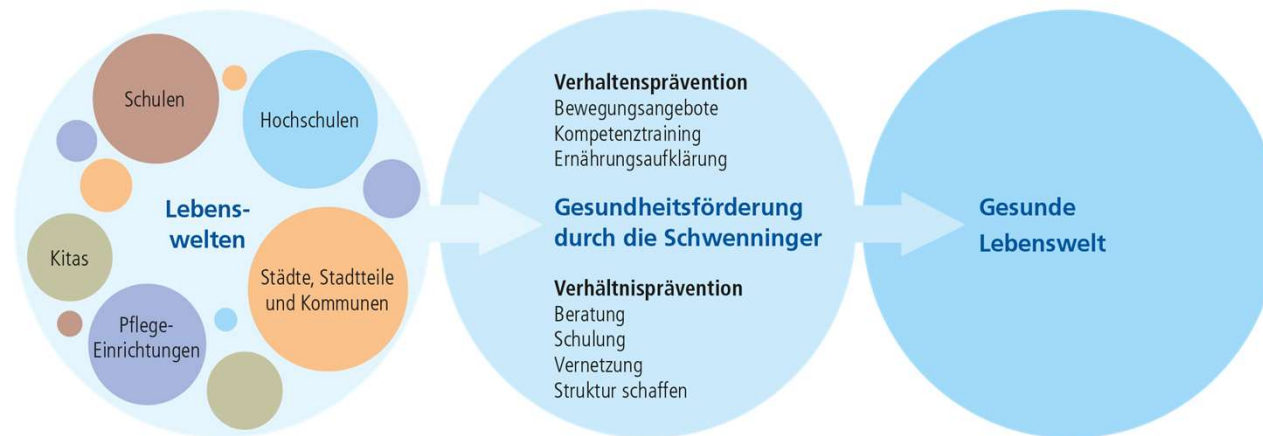 Schulen
Hochschulen
Lebens-
welten
Kitas
Städte, Stadtteile
und Kommunen
Pflege-
Einrichtungen
Verhaltensprävention
Bewegungsangebote
Kompetenztraining
Ernährungsaufklärung
Gesundheitsförderung
durch die Schwenninger
Verhältnisprävention
Beratung
Schulung
Vernetzung
Struktur schaffen
Gesunde
Lebenswelt